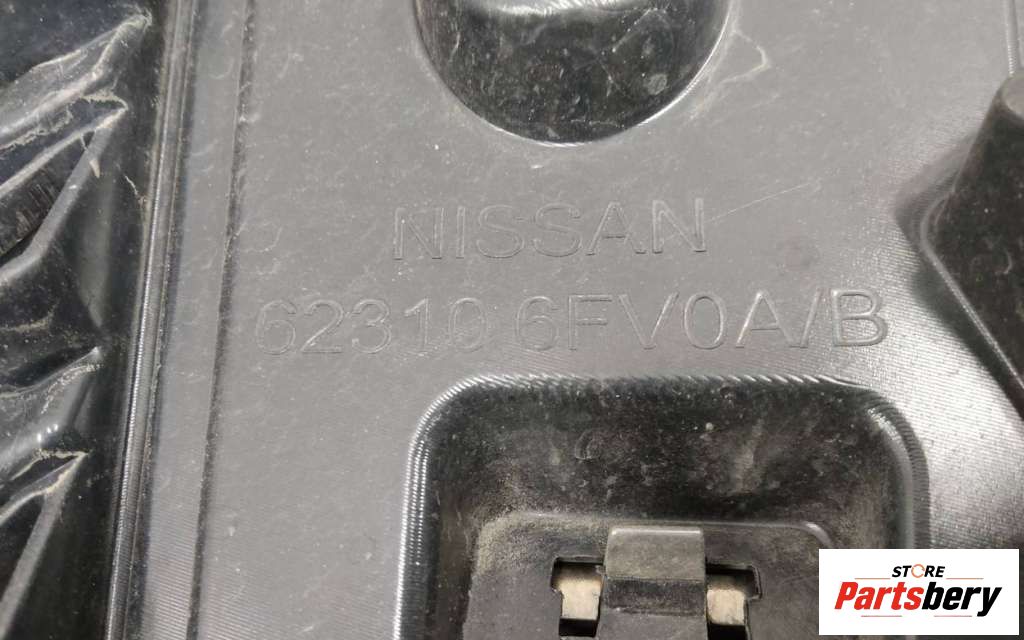 NISSAN
62310 6FV0A/B
STORE
Partsbery